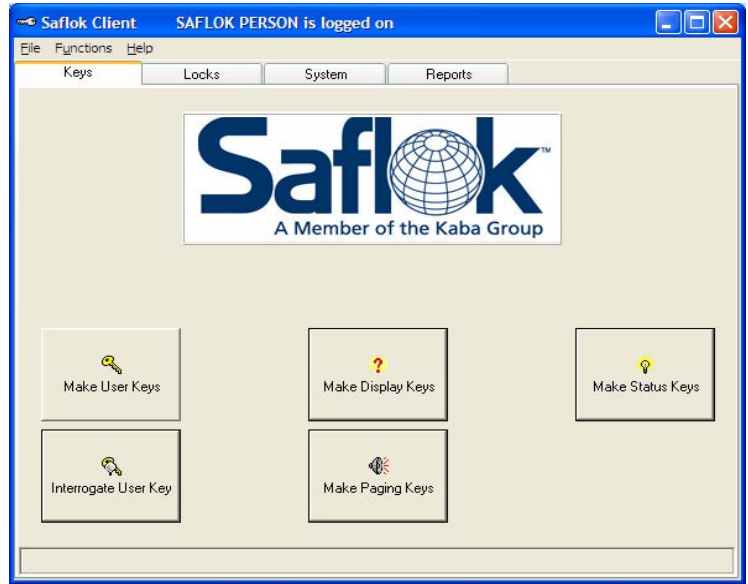 Saflok Client SAFLOK PERSON is logged on
File Functions Help
Keys Locks System Reports
Saflok™
A Member of the Kaba Group
Make User Keys Make Display Keys Make Status Keys
Interrogate User Key Make Paging Keys